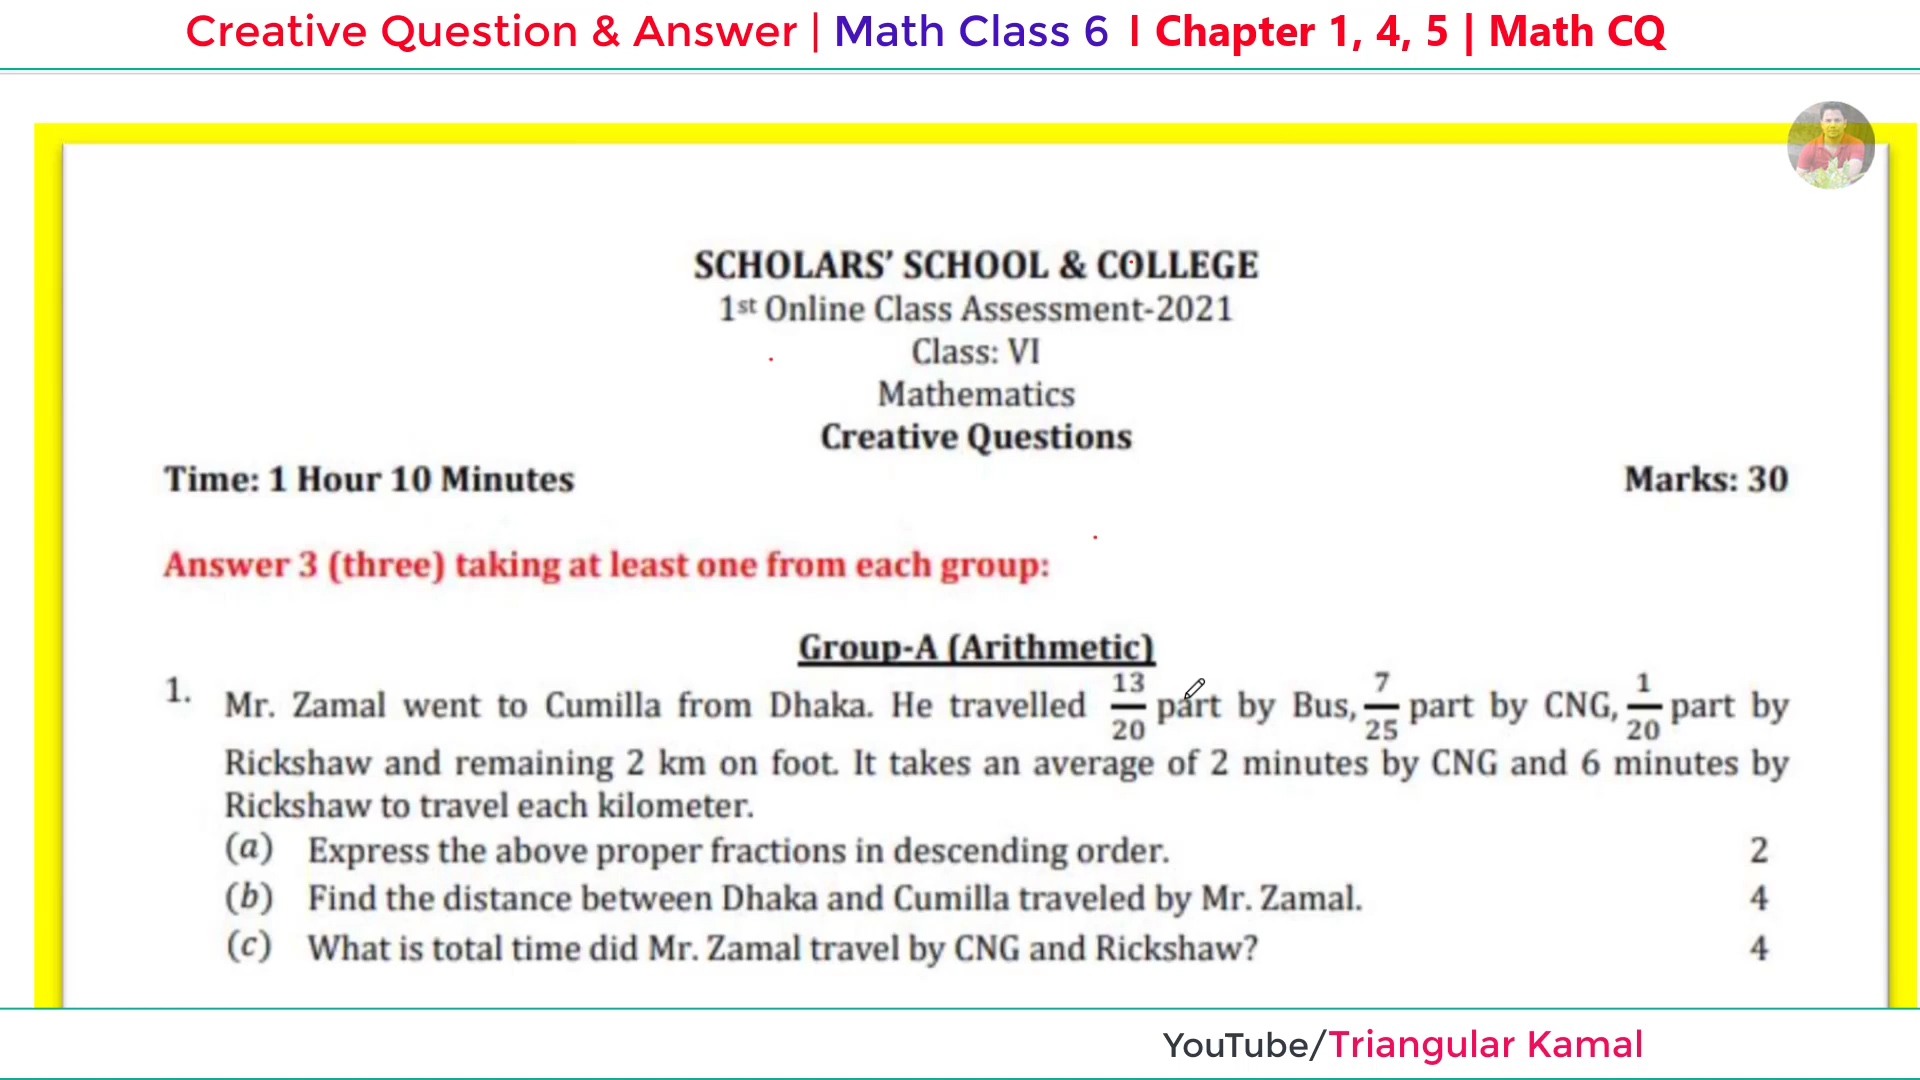 Creative Question & Answer | Math Class 6 I Chapter 1, 4, 5 | Math CQ
SCHOLARS’ SCHOOL & COLLEGE
1st Online Class Assessment-2021
Class: VI
Mathematics
Creative Questions
Time: 1 Hour 10 Minutes Marks: 30
Answer 3 (three) taking at least one from each group:
Group-A (Arithmetic)
1. Mr. Zamal went to Cumilla from Dhaka. He travelled 13/20 part by Bus, 7/25 part by CNG, 1/20 part by
Rickshaw and remaining 2 km on foot. It takes an average of 2 minutes by CNG and 6 minutes by
Rickshaw to travel each kilometer.
(a) Express the above proper fractions in descending order. 2
(b) Find the distance between Dhaka and Cumilla traveled by Mr. Zamal. 4
(c) What is total time did Mr. Zamal travel by CNG and Rickshaw? 4
YouTube/Triangular Kamal